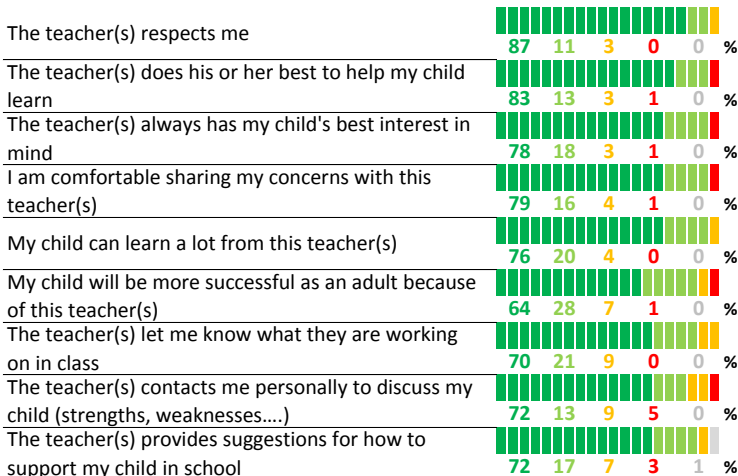 The teacher(s) respects me
87 11 3 0 0 %
The teacher(s) does his or her best to help my child
learn
83 13 3 1 0 %
The teacher(s) always has my child's best interest in
mind
78 18 3 1 0 %
I am comfortable sharing my concerns with this
teacher(s)
79 16 4 1 0 %
My child can learn a lot from this teacher(s)
76 20 4 0 0 %
My child will be more successful as an adult because
of this teacher(s)
64 28 7 1 0 %
The teacher(s) let me know what they are working
on in class
70 21 9 0 0 %
The teacher(s) contacts me personally to discuss my
child (strengths, weaknesses....)
72 13 9 5 0 %
The teacher(s) provides suggestions for how to
support my child in school
72 17 7 3 1 %